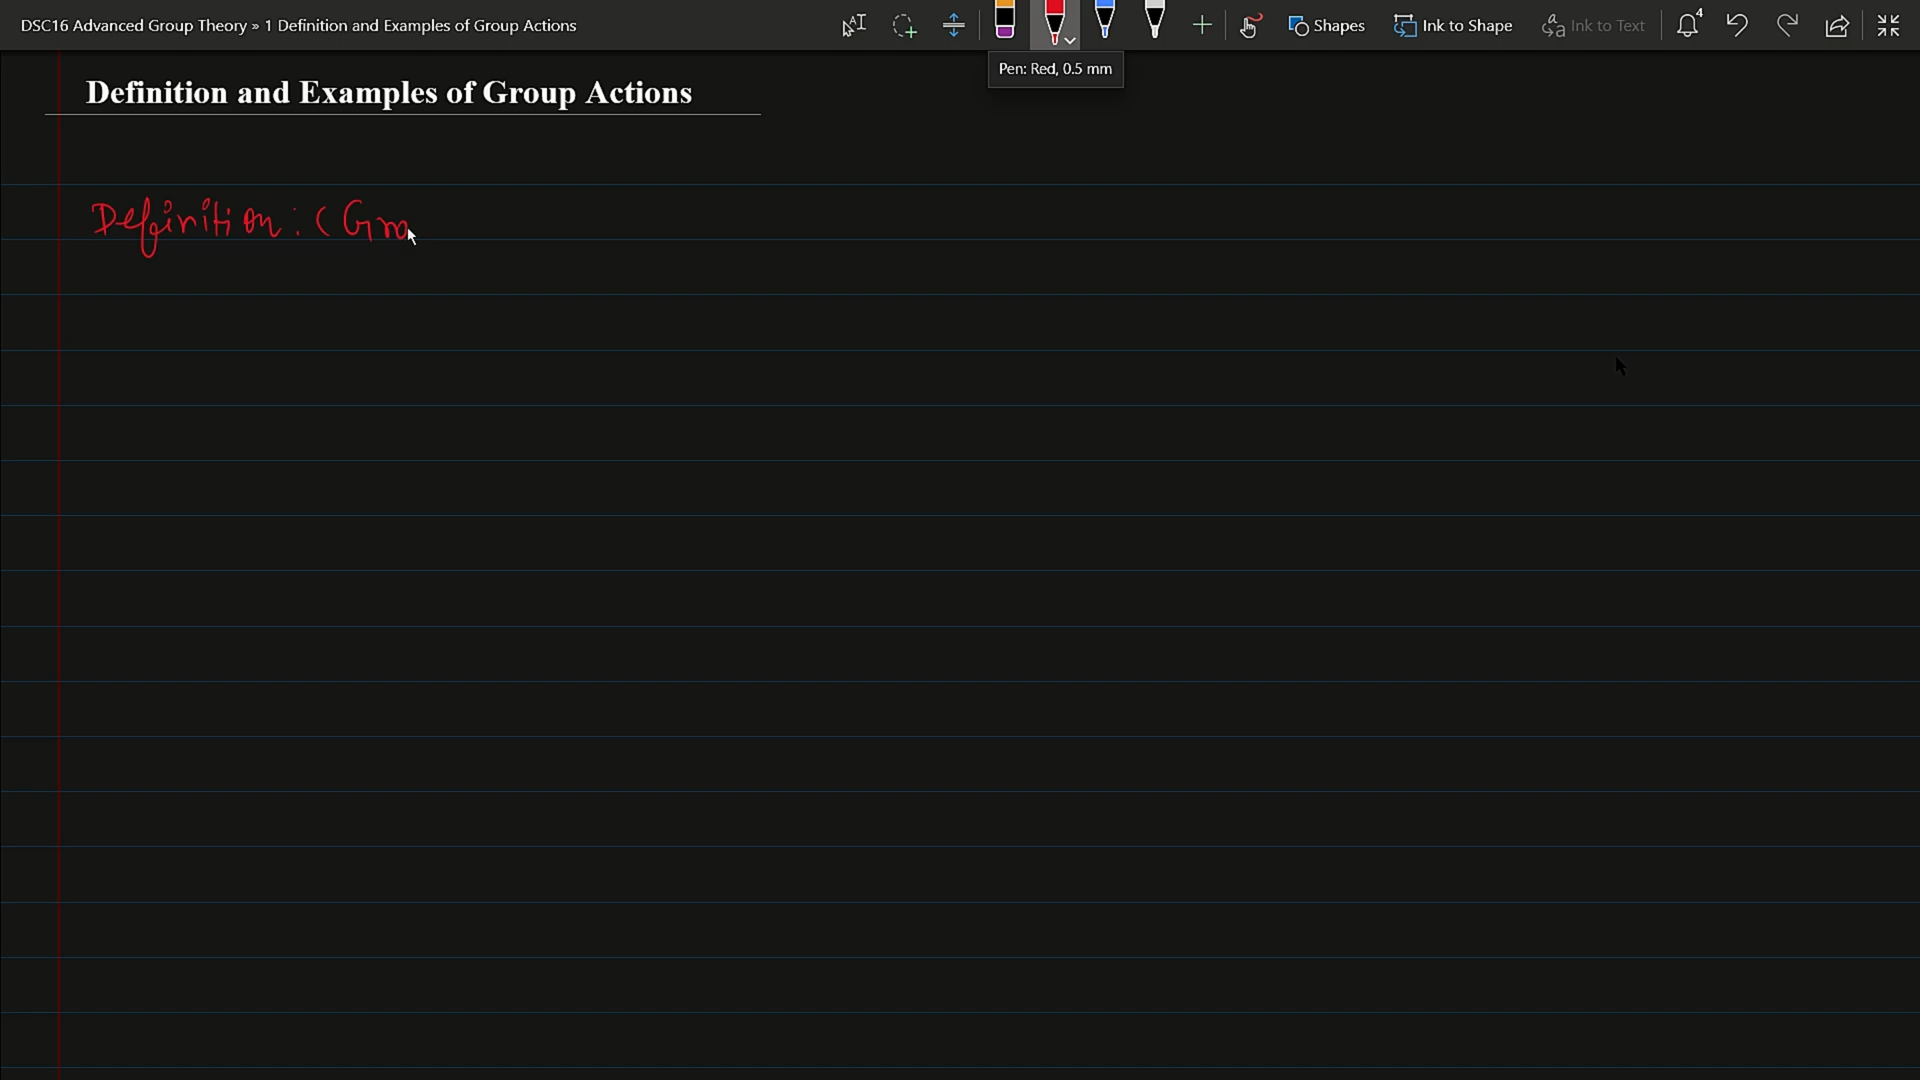 DSC16 Advanced Group Theory » 1 Definition and Examples of Group Actions
4
Shapes
Ink to Shape
Ink to Text
Pen: Red, 0.5 mm
Definition and Examples of Group Actions
Definition : ( Gro